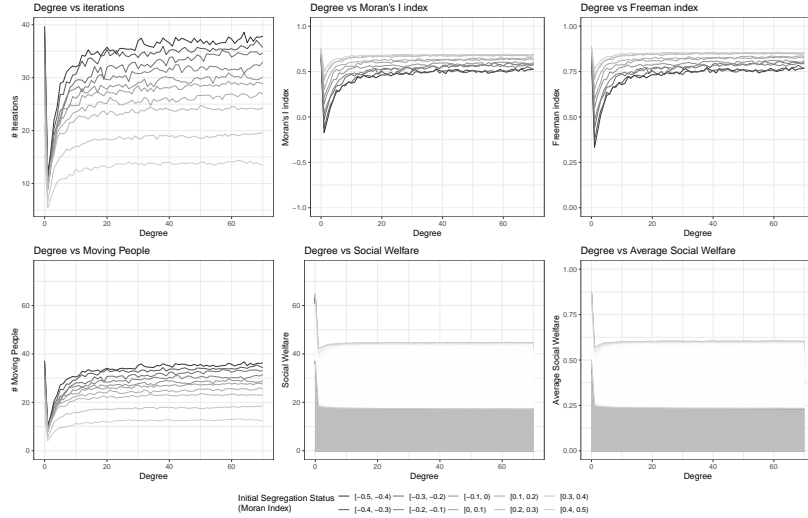 Degree vs iterations
Degree vs Moran's I index
Degree vs Freeman index
# Iterations
40
30
20
10
0 20 40 60
Degree
Moran's I index
1.0
0.5
0.0
−0.5
−1.0
0 20 40 60
Degree
Freeman index
1.00
0.75
0.50
0.25
0.00
0 20 40 60
Degree
Degree vs Moving People
Degree vs Social Welfare
Degree vs Average Social Welfare
# Moving People
60
40
20
0
0 20 40 60
Degree
Social Welfare
60
40
20
0
0 20 40 60
Degree
Average Social Welfare
1.00
0.75
0.50
0.25
0.00
0 20 40 60
Degree
Initial Segregation Status
(Moran Index)
[−0.5, −0.4) [−0.3, −0.2) [−0.1, 0) [0.1, 0.2) [0.3, 0.4)
[−0.4, −0.3) [−0.2, −0.1) [0, 0.1) [0.2, 0.3) [0.4, 0.5)